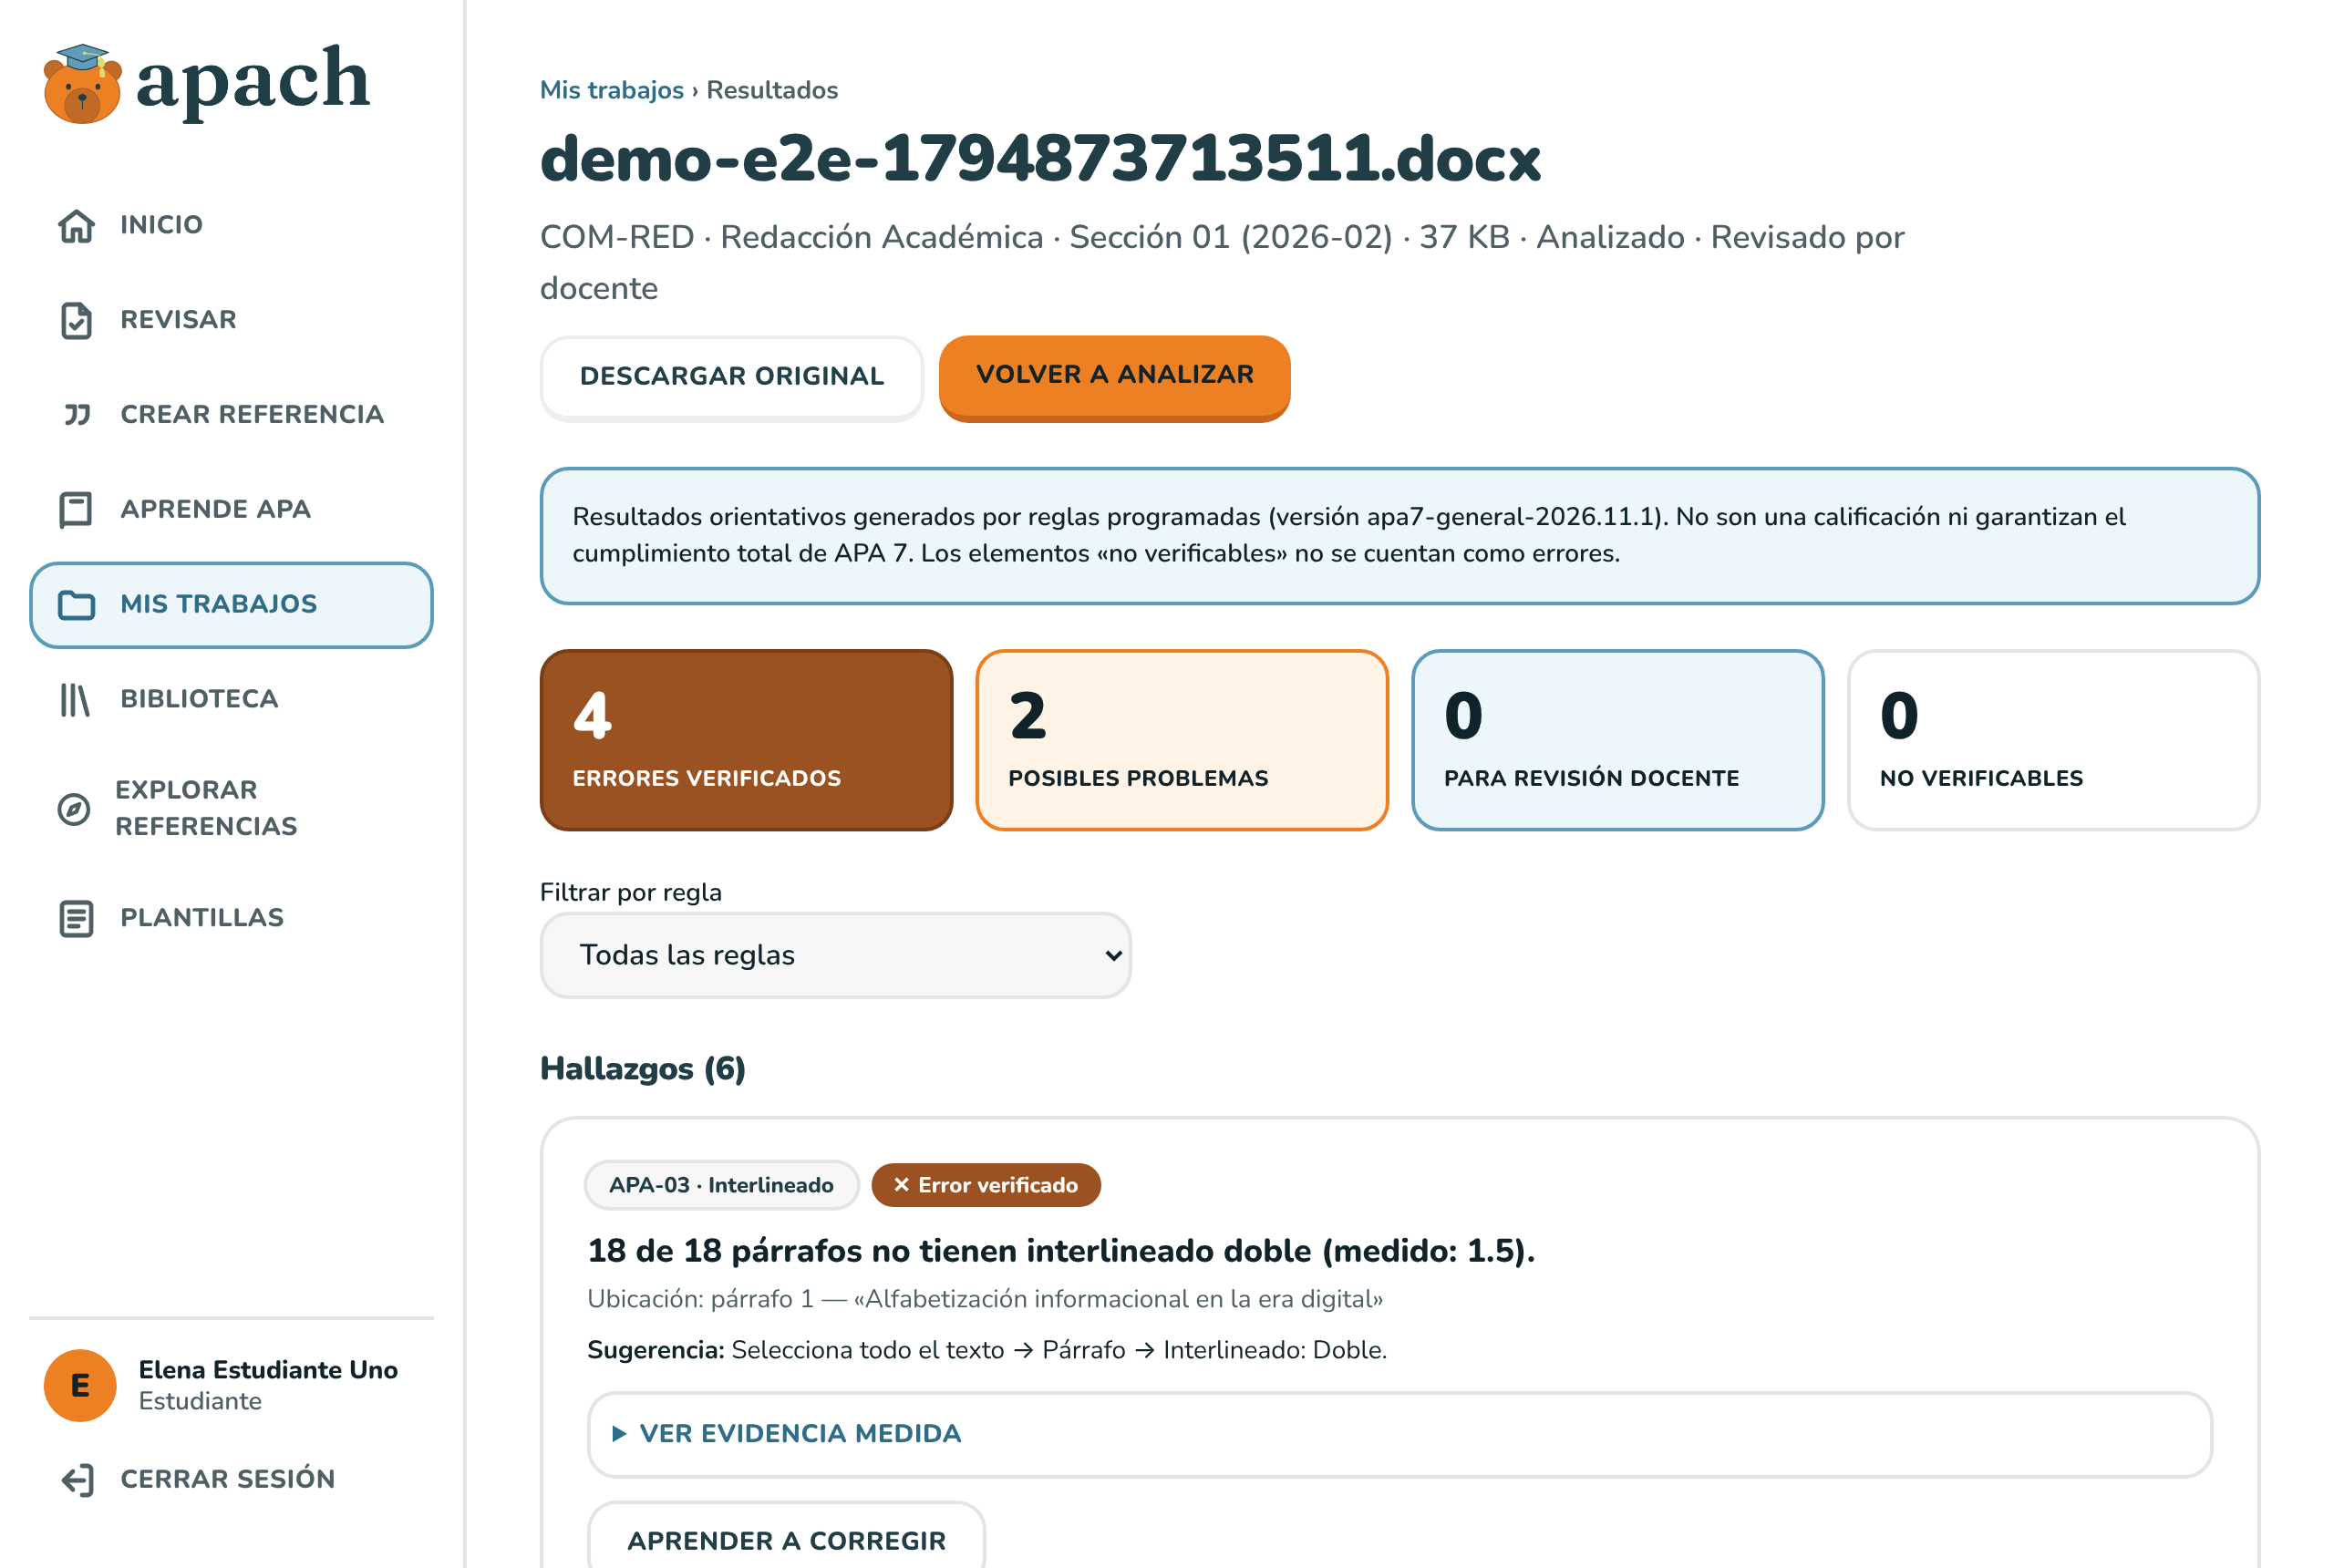 apach
INICIO
REVISAR
CREAR REFERENCIA
APRENDE APA
MIS TRABAJOS
BIBLIOTECA
EXPLORAR
REFERENCIAS
PLANTILLAS
E
Elena Estudiante Uno
Estudiante
CERRAR SESIÓN
Mis trabajos › Resultados
demo-e2e-1794873713511.docx
COM-RED · Redacción Académica · Sección 01 (2026-02) · 37 KB · Analizado · Revisado por
docente
DESCARGAR ORIGINAL
VOLVER A ANALIZAR
Resultados orientativos generados por reglas programadas (versión apa7-general-2026.11.1). No son una calificación ni garantizan el
cumplimiento total de APA 7. Los elementos «no verificables» no se cuentan como errores.
4
ERRORES VERIFICADOS
2
POSIBLES PROBLEMAS
0
PARA REVISIÓN DOCENTE
0
NO VERIFICABLES
Filtrar por regla
Todas las reglas
Hallazgos (6)
APA-03 · Interlineado
✕ Error verificado
18 de 18 párrafos no tienen interlineado doble (medido: 1.5).
Ubicación: párrafo 1 — «Alfabetización informacional en la era digital»
Sugerencia: Selecciona todo el texto → Párrafo → Interlineado: Doble.
▶ VER EVIDENCIA MEDIDA
APRENDER A CORREGIR